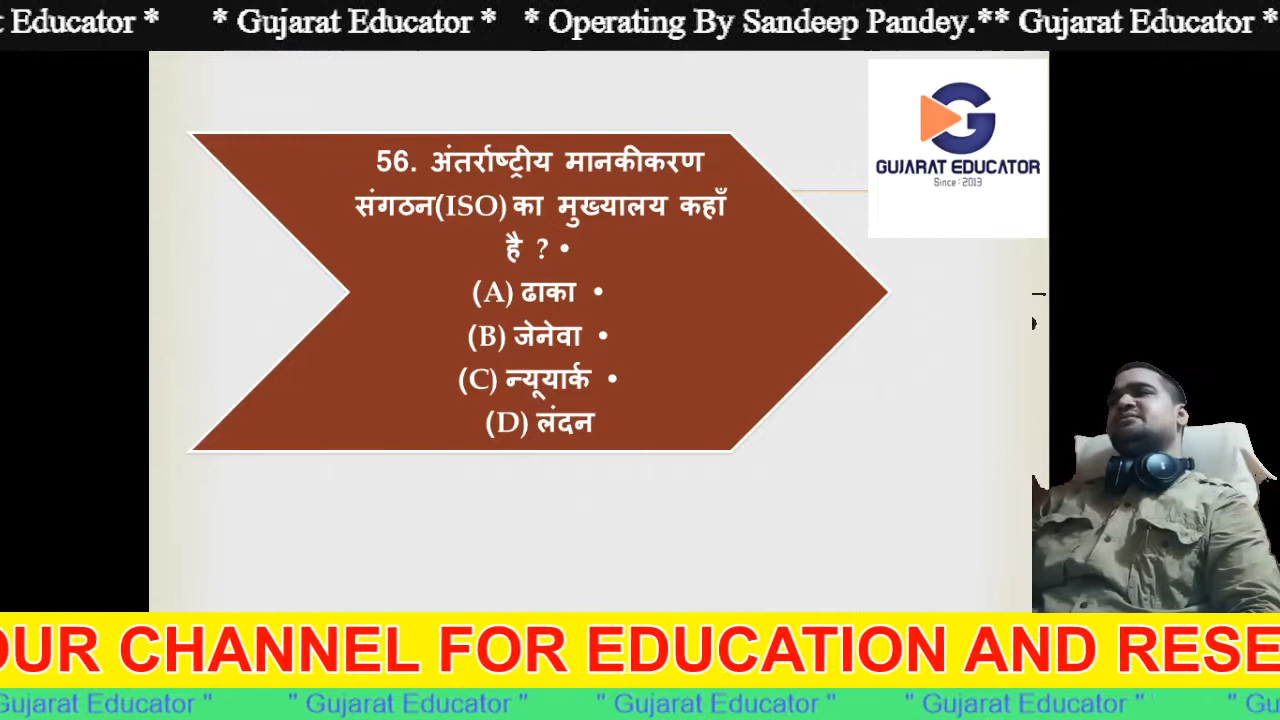 t Educator * * Gujarat Educator * * Operating By Sandeep Pandey.** Gujarat Educator *
GUJARAT EDUCATOR
Since : 2013
56. अंतर्राष्ट्रीय मानकीकरण
संगठन(ISO) का मुख्यालय कहाँ
है ? •
(A) ढाका •
(B) जेनेवा •
(C) न्यूयार्क •
(D) लंदन
OUR CHANNEL FOR EDUCATION AND RESE
Gujarat Educator " " Gujarat Educator " " Gujarat Educator " " Gujarat Educator " " Gu